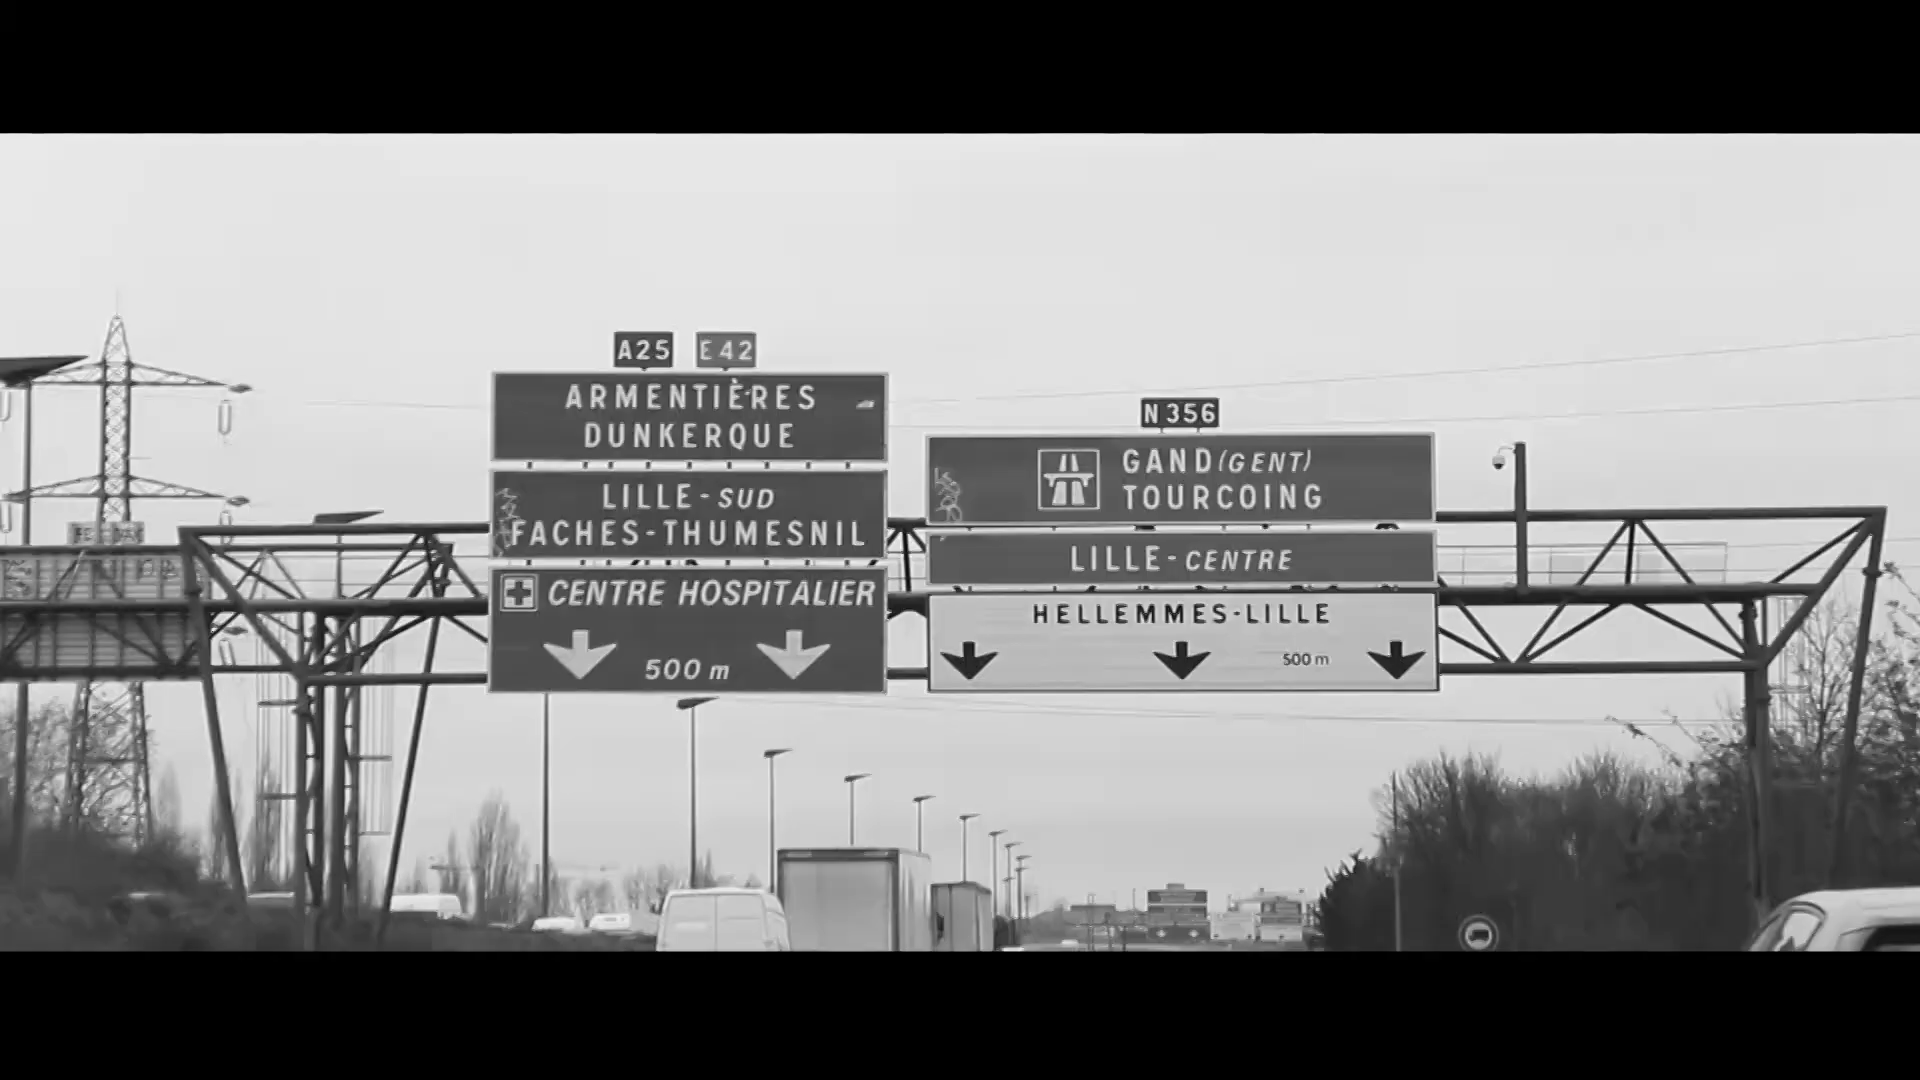 A25 E42
ARMENTIÈRES
DUNKERQUE
LILLE-SUD
FACHES-THUMESNIL
CENTRE HOSPITALIER
500 m
N 356
GAND (GENT)
TOURCOING
LILLE-CENTRE
HELLEMMES-LILLE
500 m